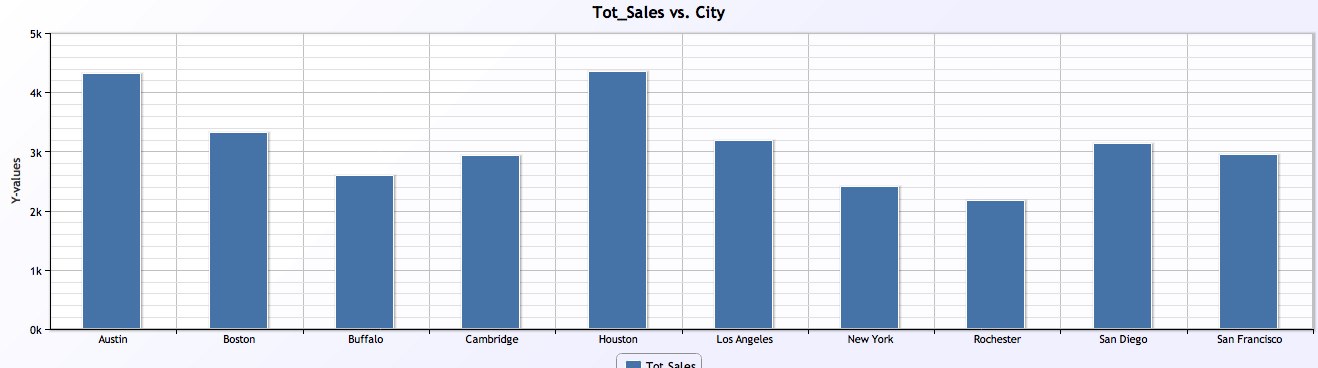 Tot_Sales vs. City
5k
4k
3k
2k
1k
0k
Y-values
Austin Boston Buffalo Cambridge Houston Los Angeles New York Rochester San Diego San Francisco
Tot_Sales